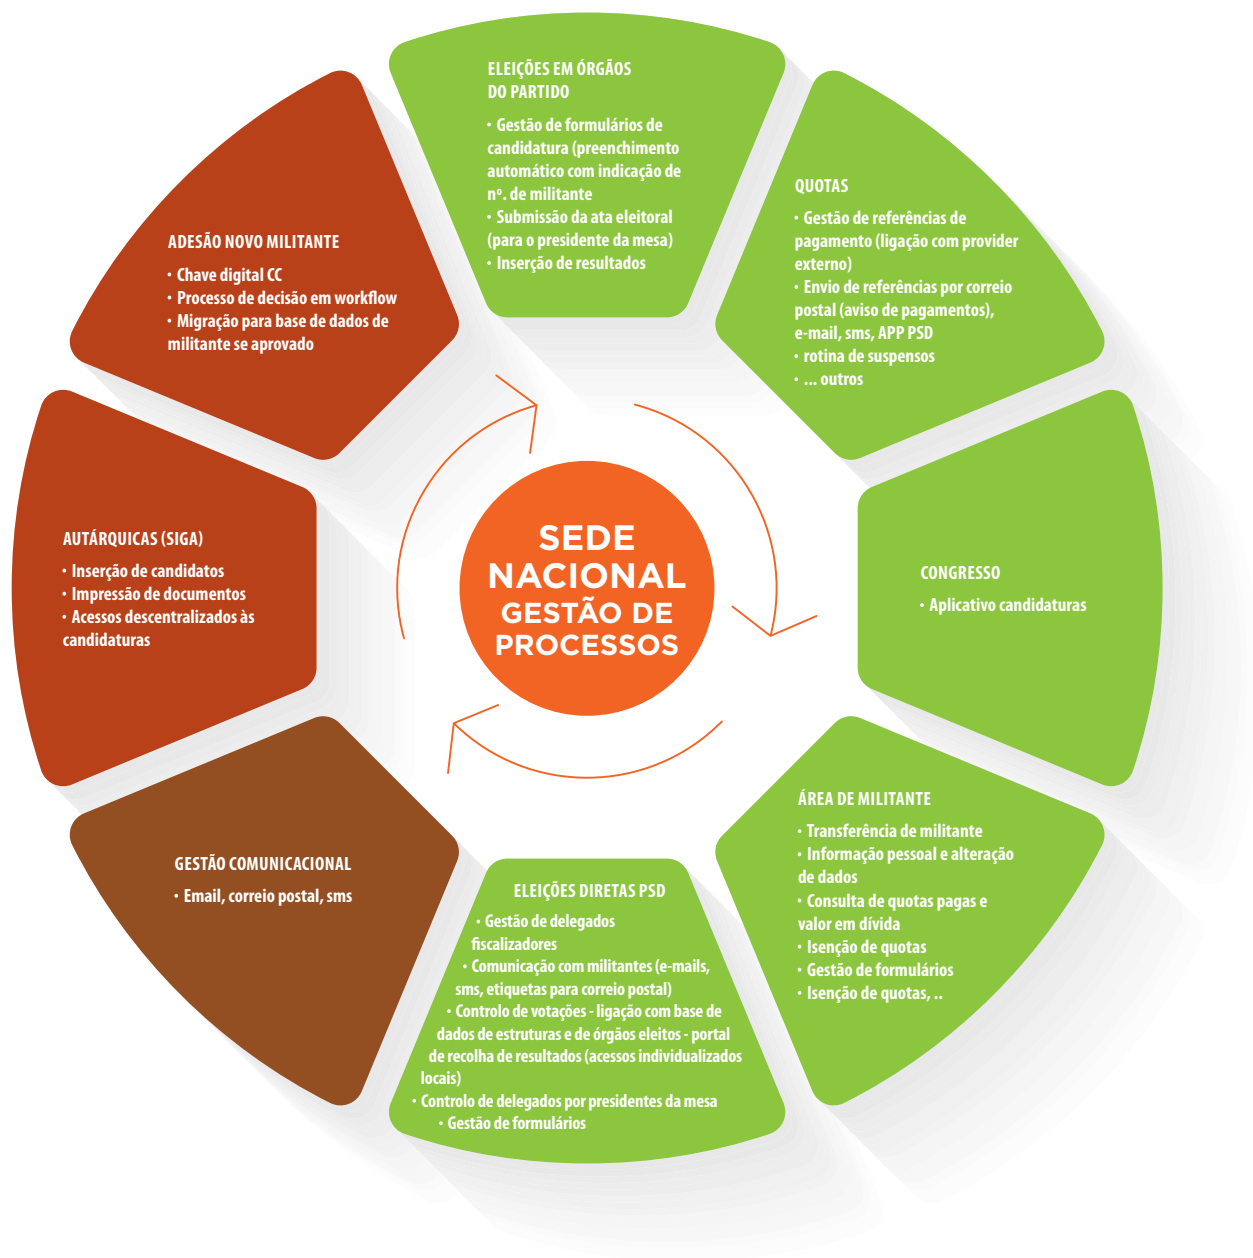 ELEIÇÕES EM ÓRGÃOS
DO PARTIDO
• Gestão de formulários de
candidatura (preenchimento
automático com indicação de
nº. de militante
• Submissão da ata eleitoral
(para o presidente da mesa)
• Inserção de resultados
QUOTAS
• Gestão de referências de
pagamento (ligação com provider
externo)
• Envio de referências por correio
postal (aviso de pagamentos),
e-mail, sms, APP PSD
• rotina de suspensos
• ... outros
CONGRESSO
• Aplicativo candidaturas
ÁREA DE MILITANTE
• Transferência de militante
• Informação pessoal e alteração
de dados
• Consulta de quotas pagas e
valor em dívida
• Isenção de quotas
• Gestão de formulários
• Isenção de quotas, ..
ELEIÇÕES DIRETAS PSD
• Gestão de delegados
fiscalizadores
• Comunicação com militantes (e-mails,
sms, etiquetas para correio postal)
• Controlo de votações - ligação com base de
dados de estruturas e de órgãos eleitos - portal
de recolha de resultados (acessos individualizados
locais)
• Controlo de delegados por presidentes da mesa
• Gestão de formulários
GESTÃO COMUNICACIONAL
• Email, correio postal, sms
AUTÁRQUICAS (SIGA)
• Inserção de candidatos
• Impressão de documentos
• Acessos descentralizados às
candidaturas
ADESÃO NOVO MILITANTE
• Chave digital CC
• Processo de decisão em workflow
• Migração para base de dados de
militante se aprovado
SEDE
NACIONAL
GESTÃO DE
PROCESSOS